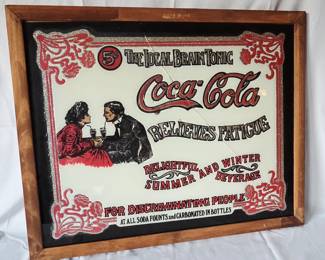 5¢ THE IDEAL BRAIN TONIC
Coca-Cola
RELIEVES FATIGUE
DELIGHTFUL
SUMMER AND WINTER
BEVERAGE
FOR DISCRIMINATING PEOPLE
AT ALL SODA FOUNTS and CARBONATED IN BOTTLES